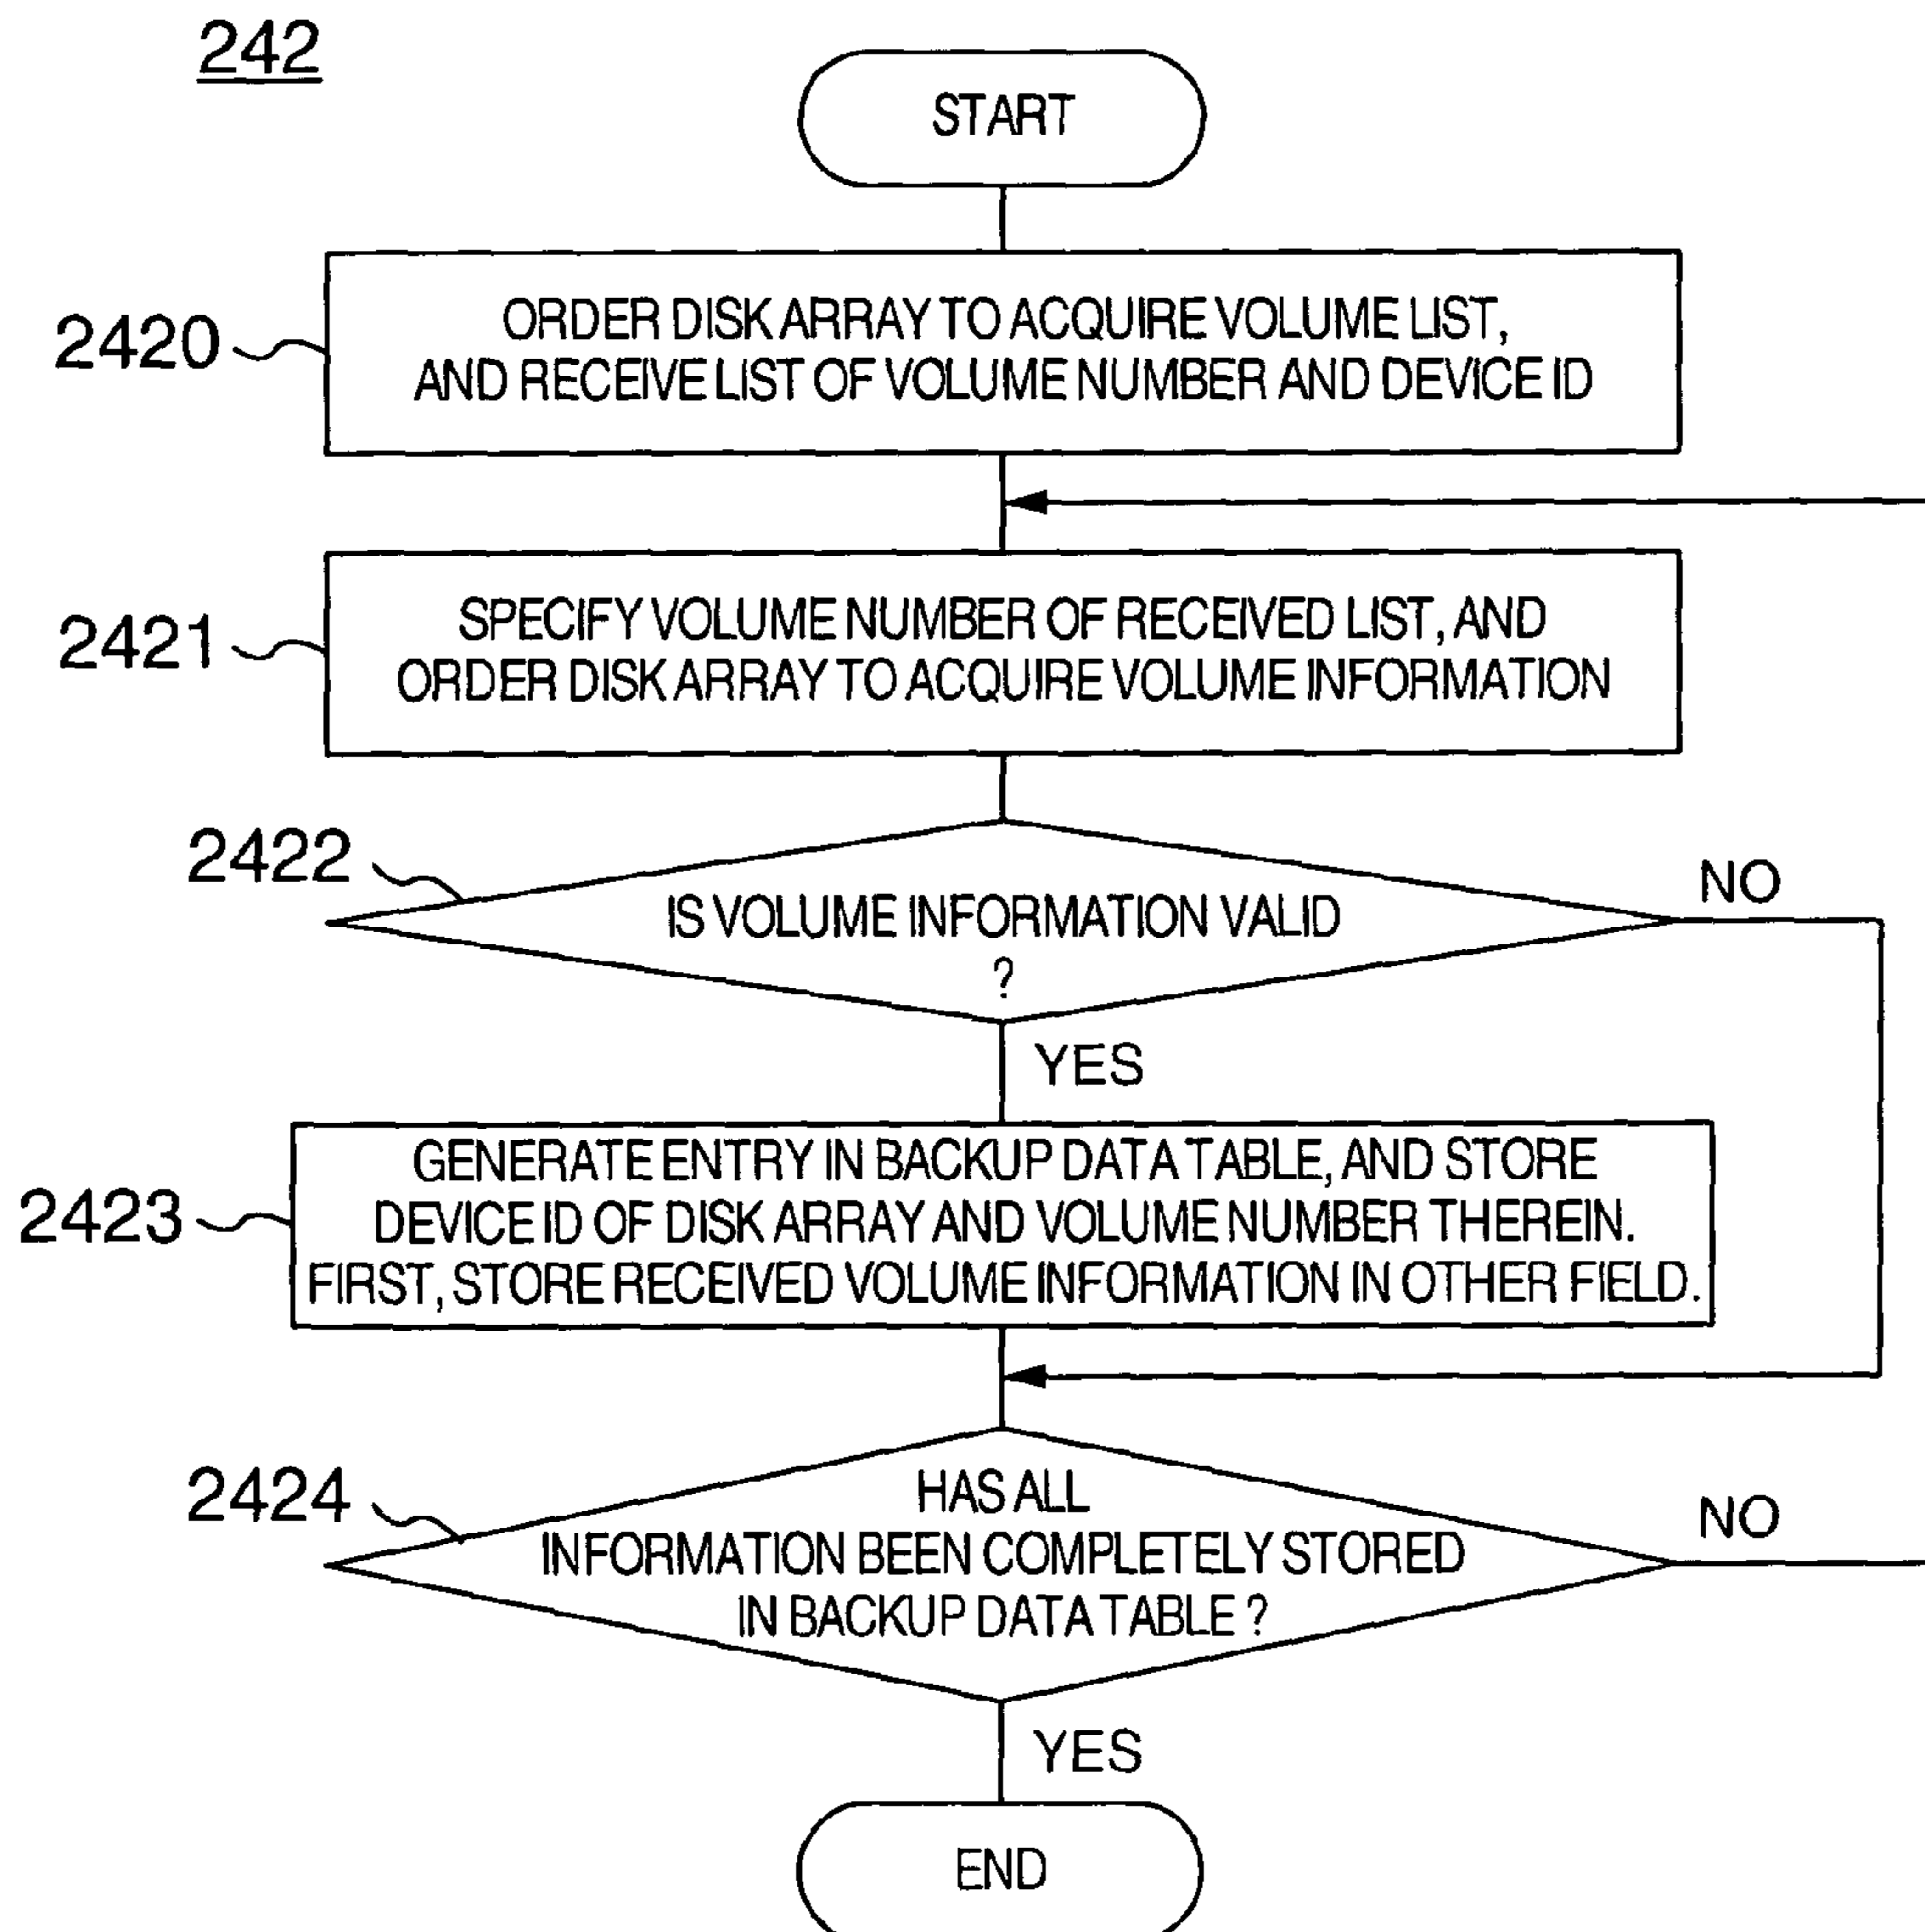 242
START
2420
ORDER DISK ARRAY TO ACQUIRE VOLUME LIST,
AND RECEIVE LIST OF VOLUME NUMBER AND DEVICE ID
2421
SPECIFY VOLUME NUMBER OF RECEIVED LIST, AND
ORDER DISK ARRAY TO ACQUIRE VOLUME INFORMATION
2422
IS VOLUME INFORMATION VALID
?
NO
YES
2423
GENERATE ENTRY IN BACKUP DATA TABLE, AND STORE
DEVICE ID OF DISK ARRAY AND VOLUME NUMBER THEREIN.
FIRST, STORE RECEIVED VOLUME INFORMATION IN OTHER FIELD.
2424
HAS ALL
INFORMATION BEEN COMPLETELY STORED
IN BACKUP DATA TABLE ?
NO
YES
END